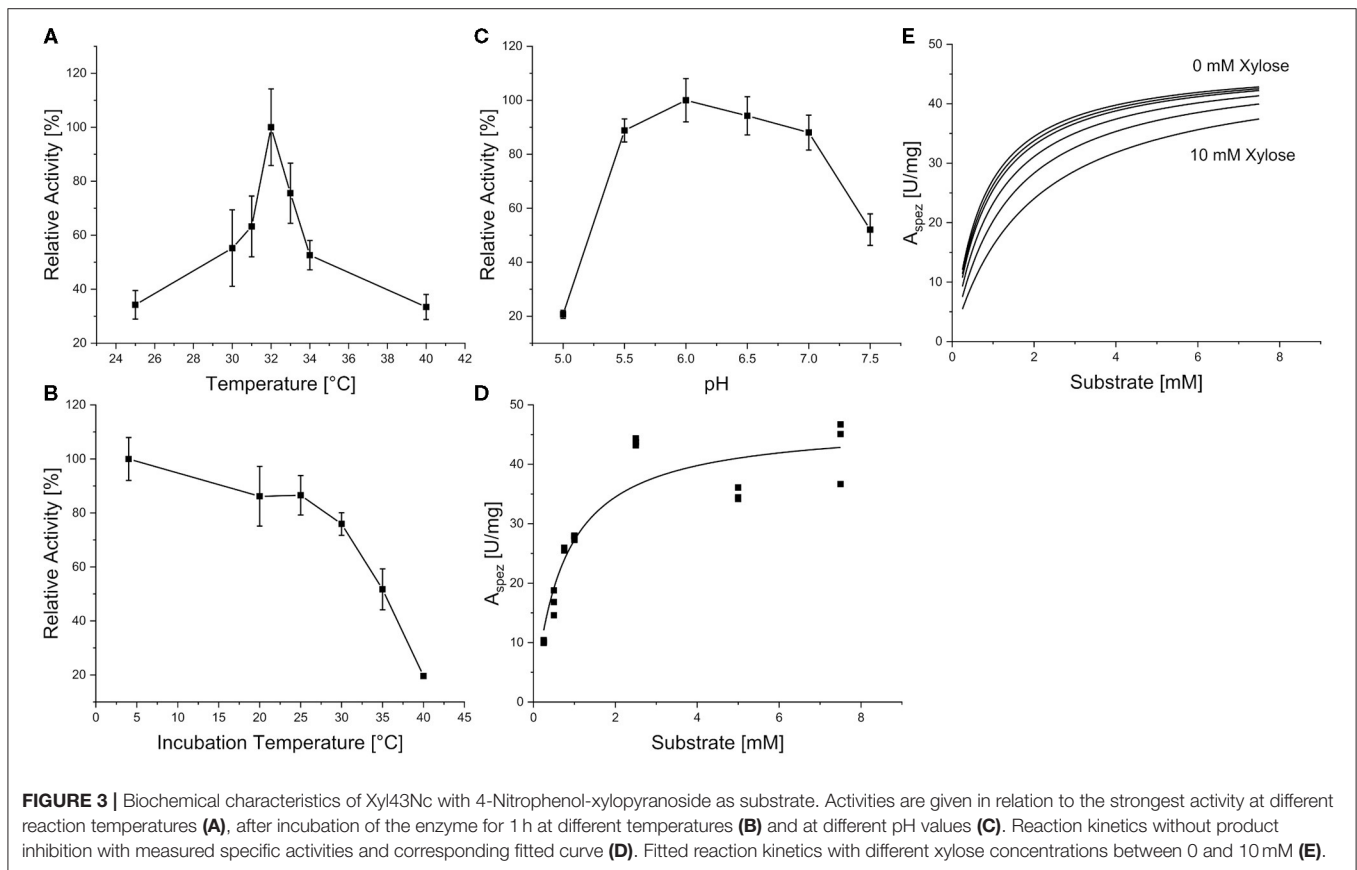 A
120
100
80
60
40
20
Relative Activity [%]
24 26 28 30 32 34 36 38 40 42
Temperature [°C]
C
120
100
80
60
40
20
Relative Activity [%]
5.0 5.5 6.0 6.5 7.0 7.5
pH
E
50
40
30
20
10
0
A_spez [U/mg]
0 mM Xylose
10 mM Xylose
0 2 4 6 8
Substrate [mM]
B
120
100
80
60
40
20
Relative Activity [%]
0 5 10 15 20 25 30 35 40 45
Incubation Temperature [°C]
D
50
40
30
20
10
0
A_spez [U/mg]
0 2 4 6 8
Substrate [mM]
FIGURE 3 | Biochemical characteristics of Xyl43Nc with 4-Nitrophenol-xylopyranoside as substrate. Activities are given in relation to the strongest activity at different
reaction temperatures (A), after incubation of the enzyme for 1 h at different temperatures (B) and at different pH values (C). Reaction kinetics without product
inhibition with measured specific activities and corresponding fitted curve (D). Fitted reaction kinetics with different xylose concentrations between 0 and 10 mM (E).